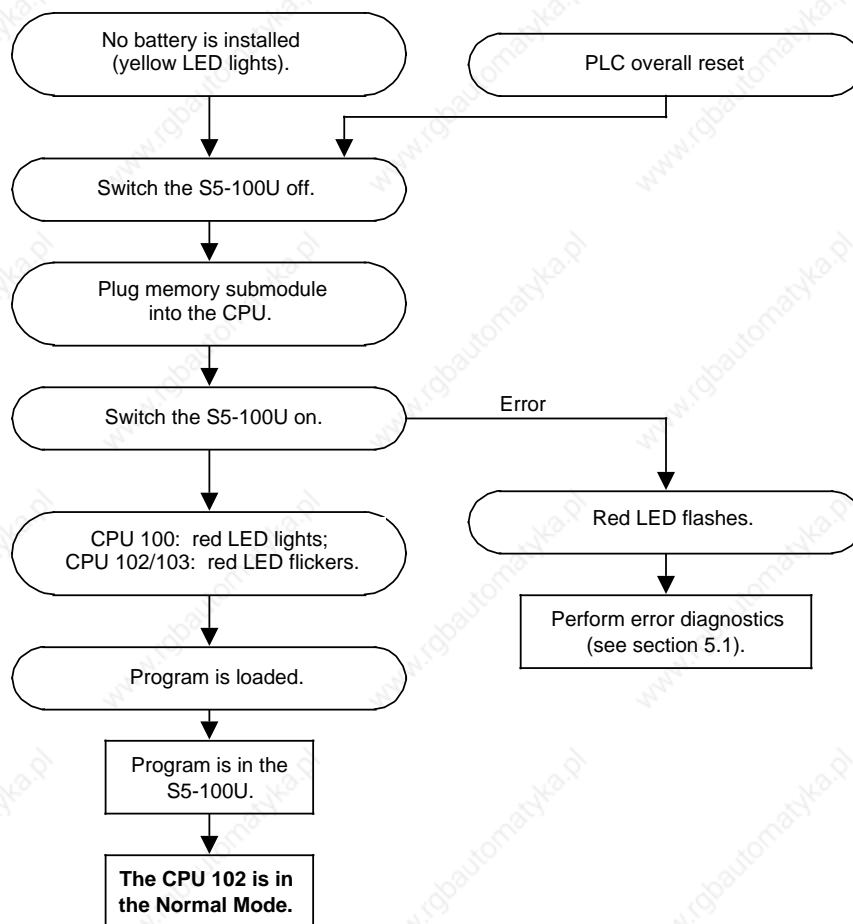 No battery is installed
(yellow LED lights).
PLC overall reset
Switch the S5-100U off.
Plug memory submodule
into the CPU.
Switch the S5-100U on.
Error
CPU 100: red LED lights;
CPU 102/103: red LED flickers.
Red LED flashes.
Perform error diagnostics
(see section 5.1).
Program is loaded.
Program is in the
S5-100U.
The CPU 102 is in
the Normal Mode.
www.rgbautomatyka.pl